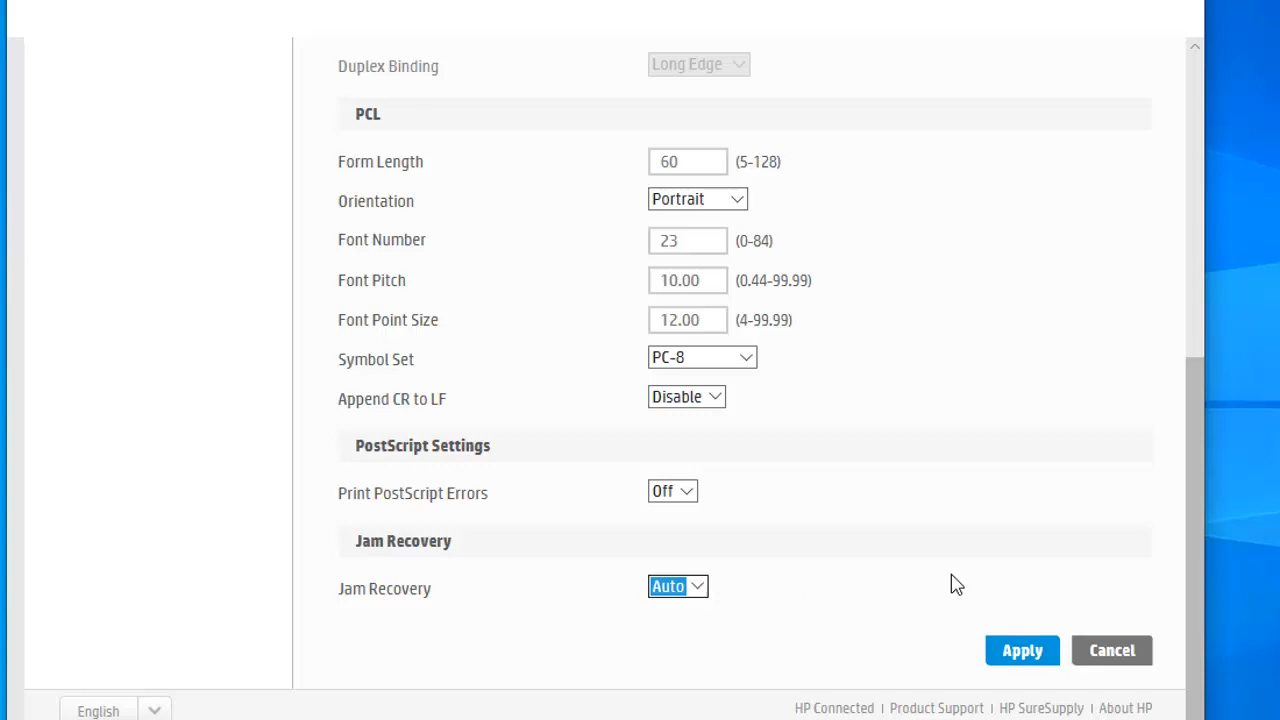 Duplex Binding Long Edge
PCL
Form Length 60 (5-128)
Orientation Portrait
Font Number 23 (0-84)
Font Pitch 10.00 (0.44-99.99)
Font Point Size 12.00 (4-99.99)
Symbol Set PC-8
Append CR to LF Disable
PostScript Settings
Print PostScript Errors Off
Jam Recovery
Jam Recovery Auto
Apply Cancel
English HP Connected | Product Support | HP SureSupply | About HP